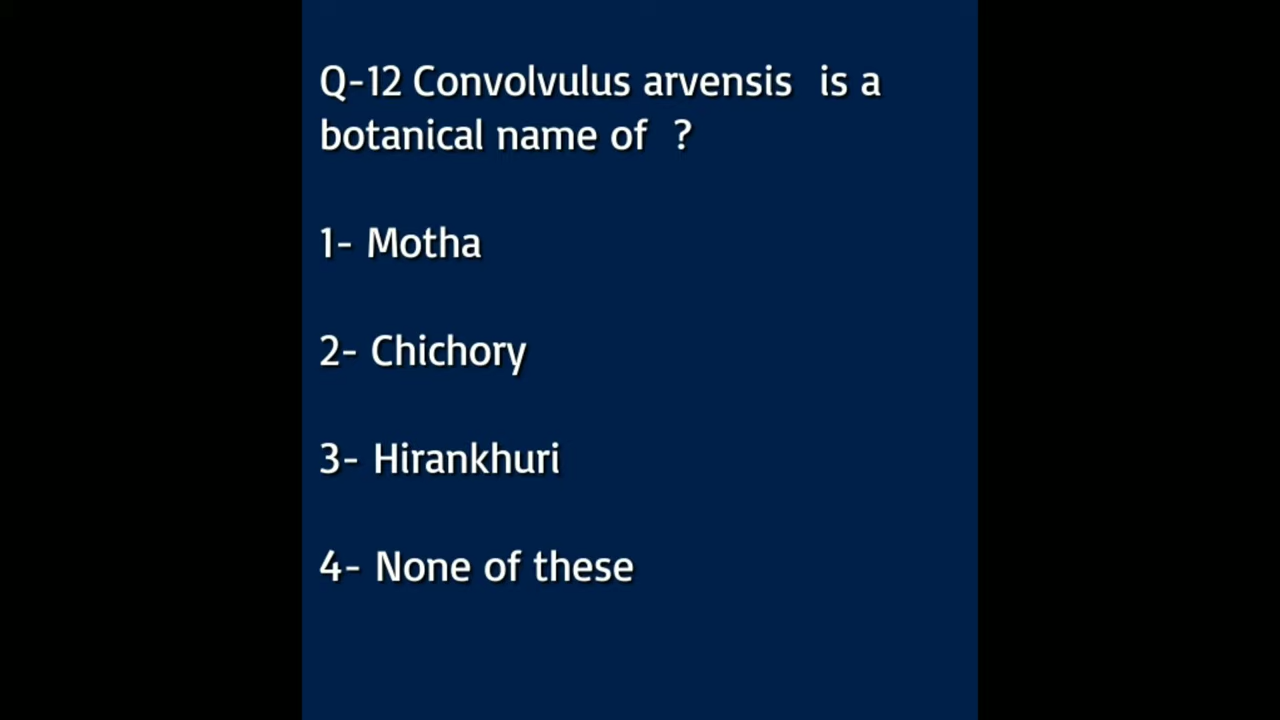 Q-12 Convolvulus arvensis is a
botanical name of ?
1- Motha
2- Chichory
3- Hirankhuri
4- None of these